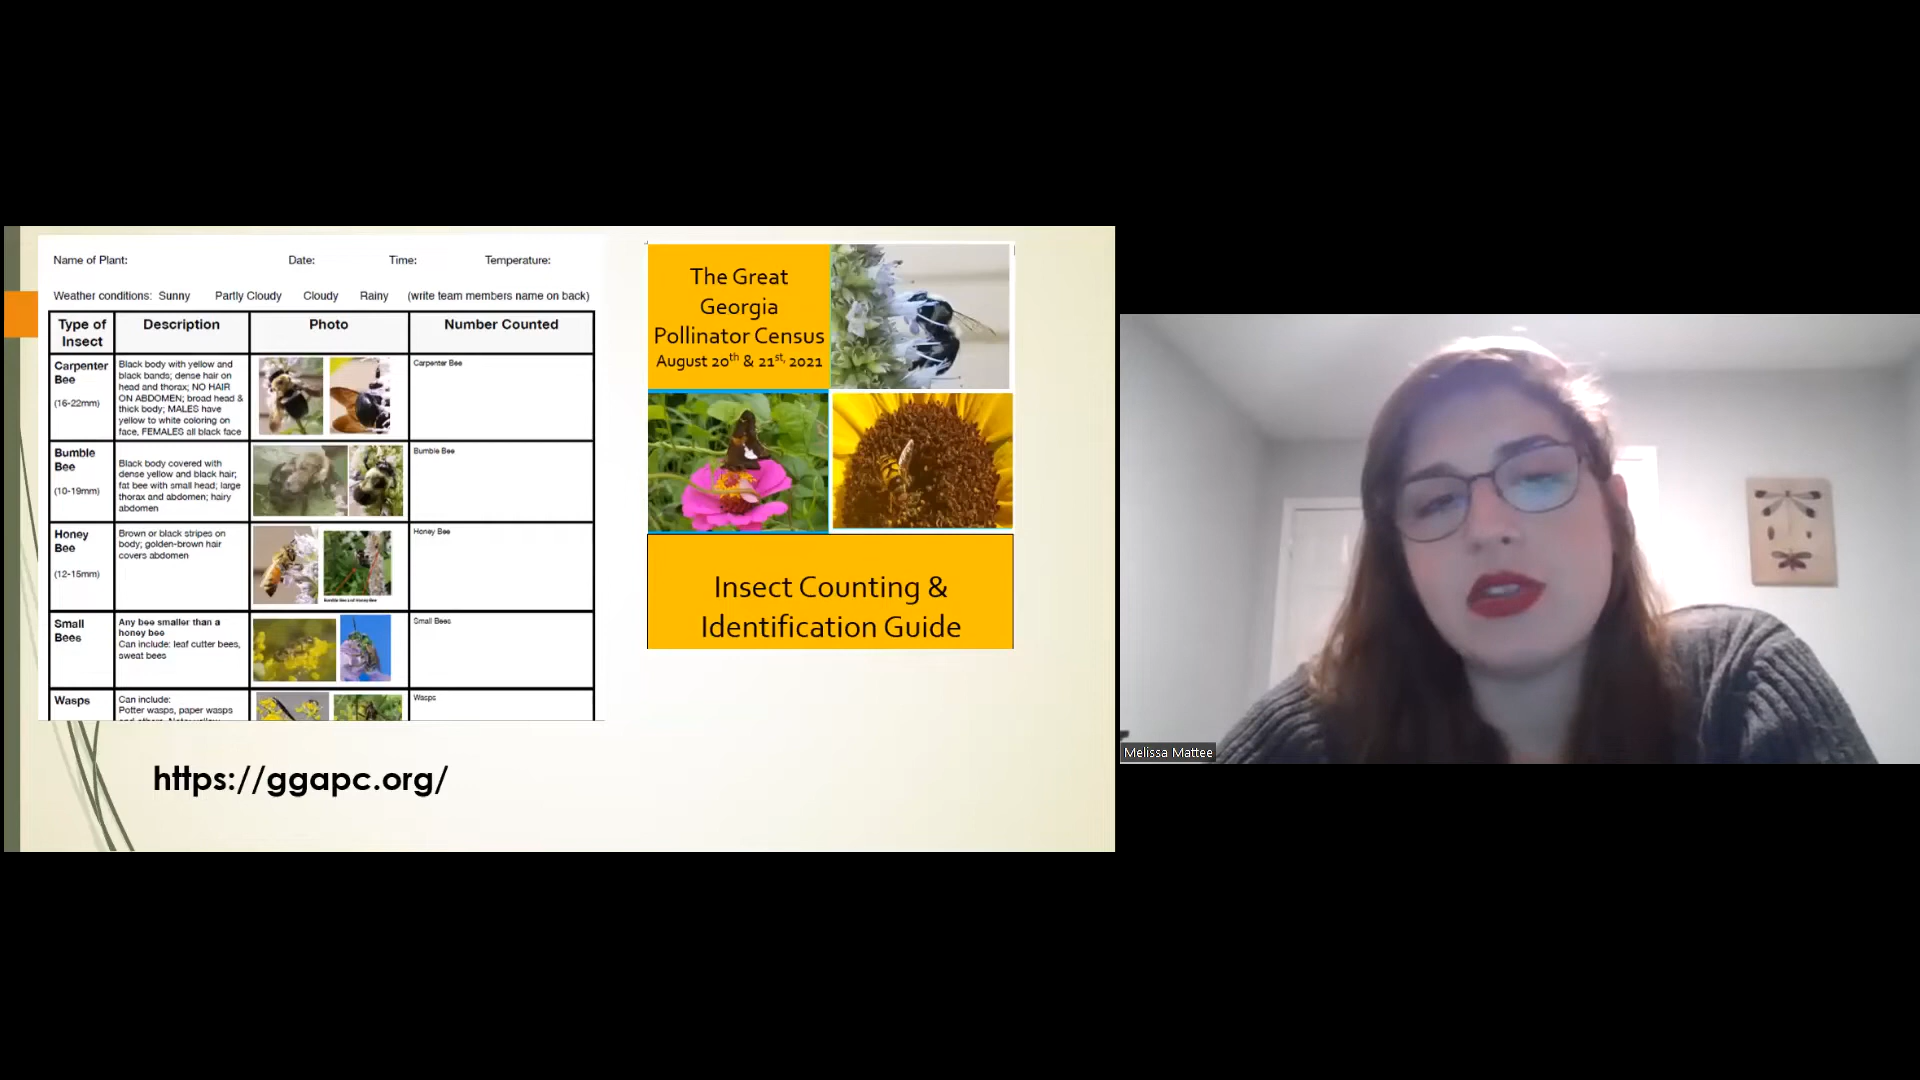 Name of Plant: Date: Time: Temperature:
Weather conditions: Sunny Partly Cloudy Cloudy Rainy (write team members name on back)
Type of Insect
Description
Photo
Number Counted
Carpenter
Bee
(16-22mm)
Black body with yellow and
black bands; dense hair on
head and thorax; NO HAIR
ON ABDOMEN; broad head &
thick body; MALES have
yellow to white coloring on
face, FEMALES all black face
Carpenter Bee
Bumble
Bee
(10-19mm)
Black body covered with
dense yellow and black hair;
fat bee with small head; large
thorax and abdomen; hairy
abdomen
Bumble Bee
Honey
Bee
(12-15mm)
Brown or black stripes on
body; golden-brown hair
covers abdomen
Bumble Bee and Honey Bee
Honey Bee
Small
Bees
Any bee smaller than a
honey bee
Can include: leaf cutter bees,
sweat bees
Small Bees
Wasps
Can include:
Potter wasps, paper wasps
Wasps
https://ggapc.org/
The Great
Georgia
Pollinator Census
August 20th & 21st, 2021
Insect Counting &
Identification Guide
Melissa Mattee